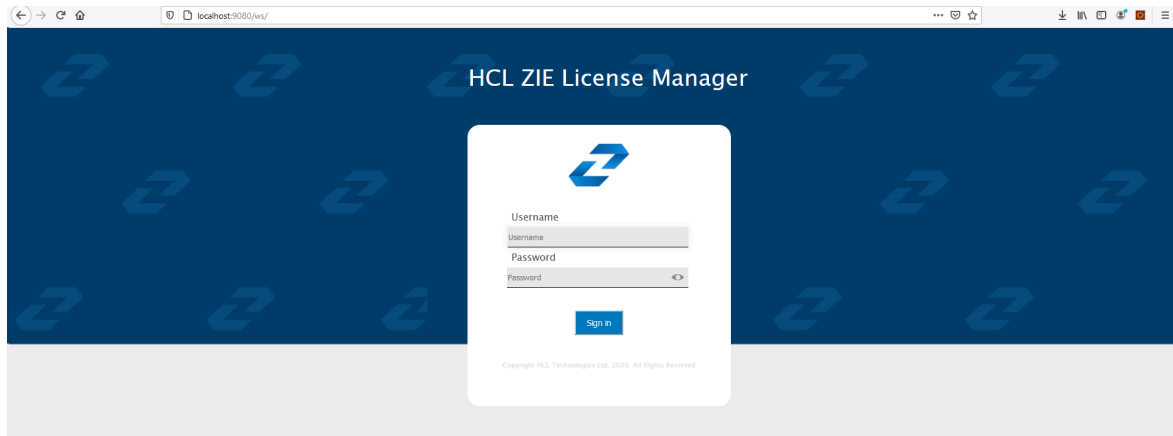 localhost:9080/ws/
HCL ZIE License Manager
Username
Username
Password
Password
Sign in
Copyright HCL Technologies Ltd. 2020. All Rights Reserved